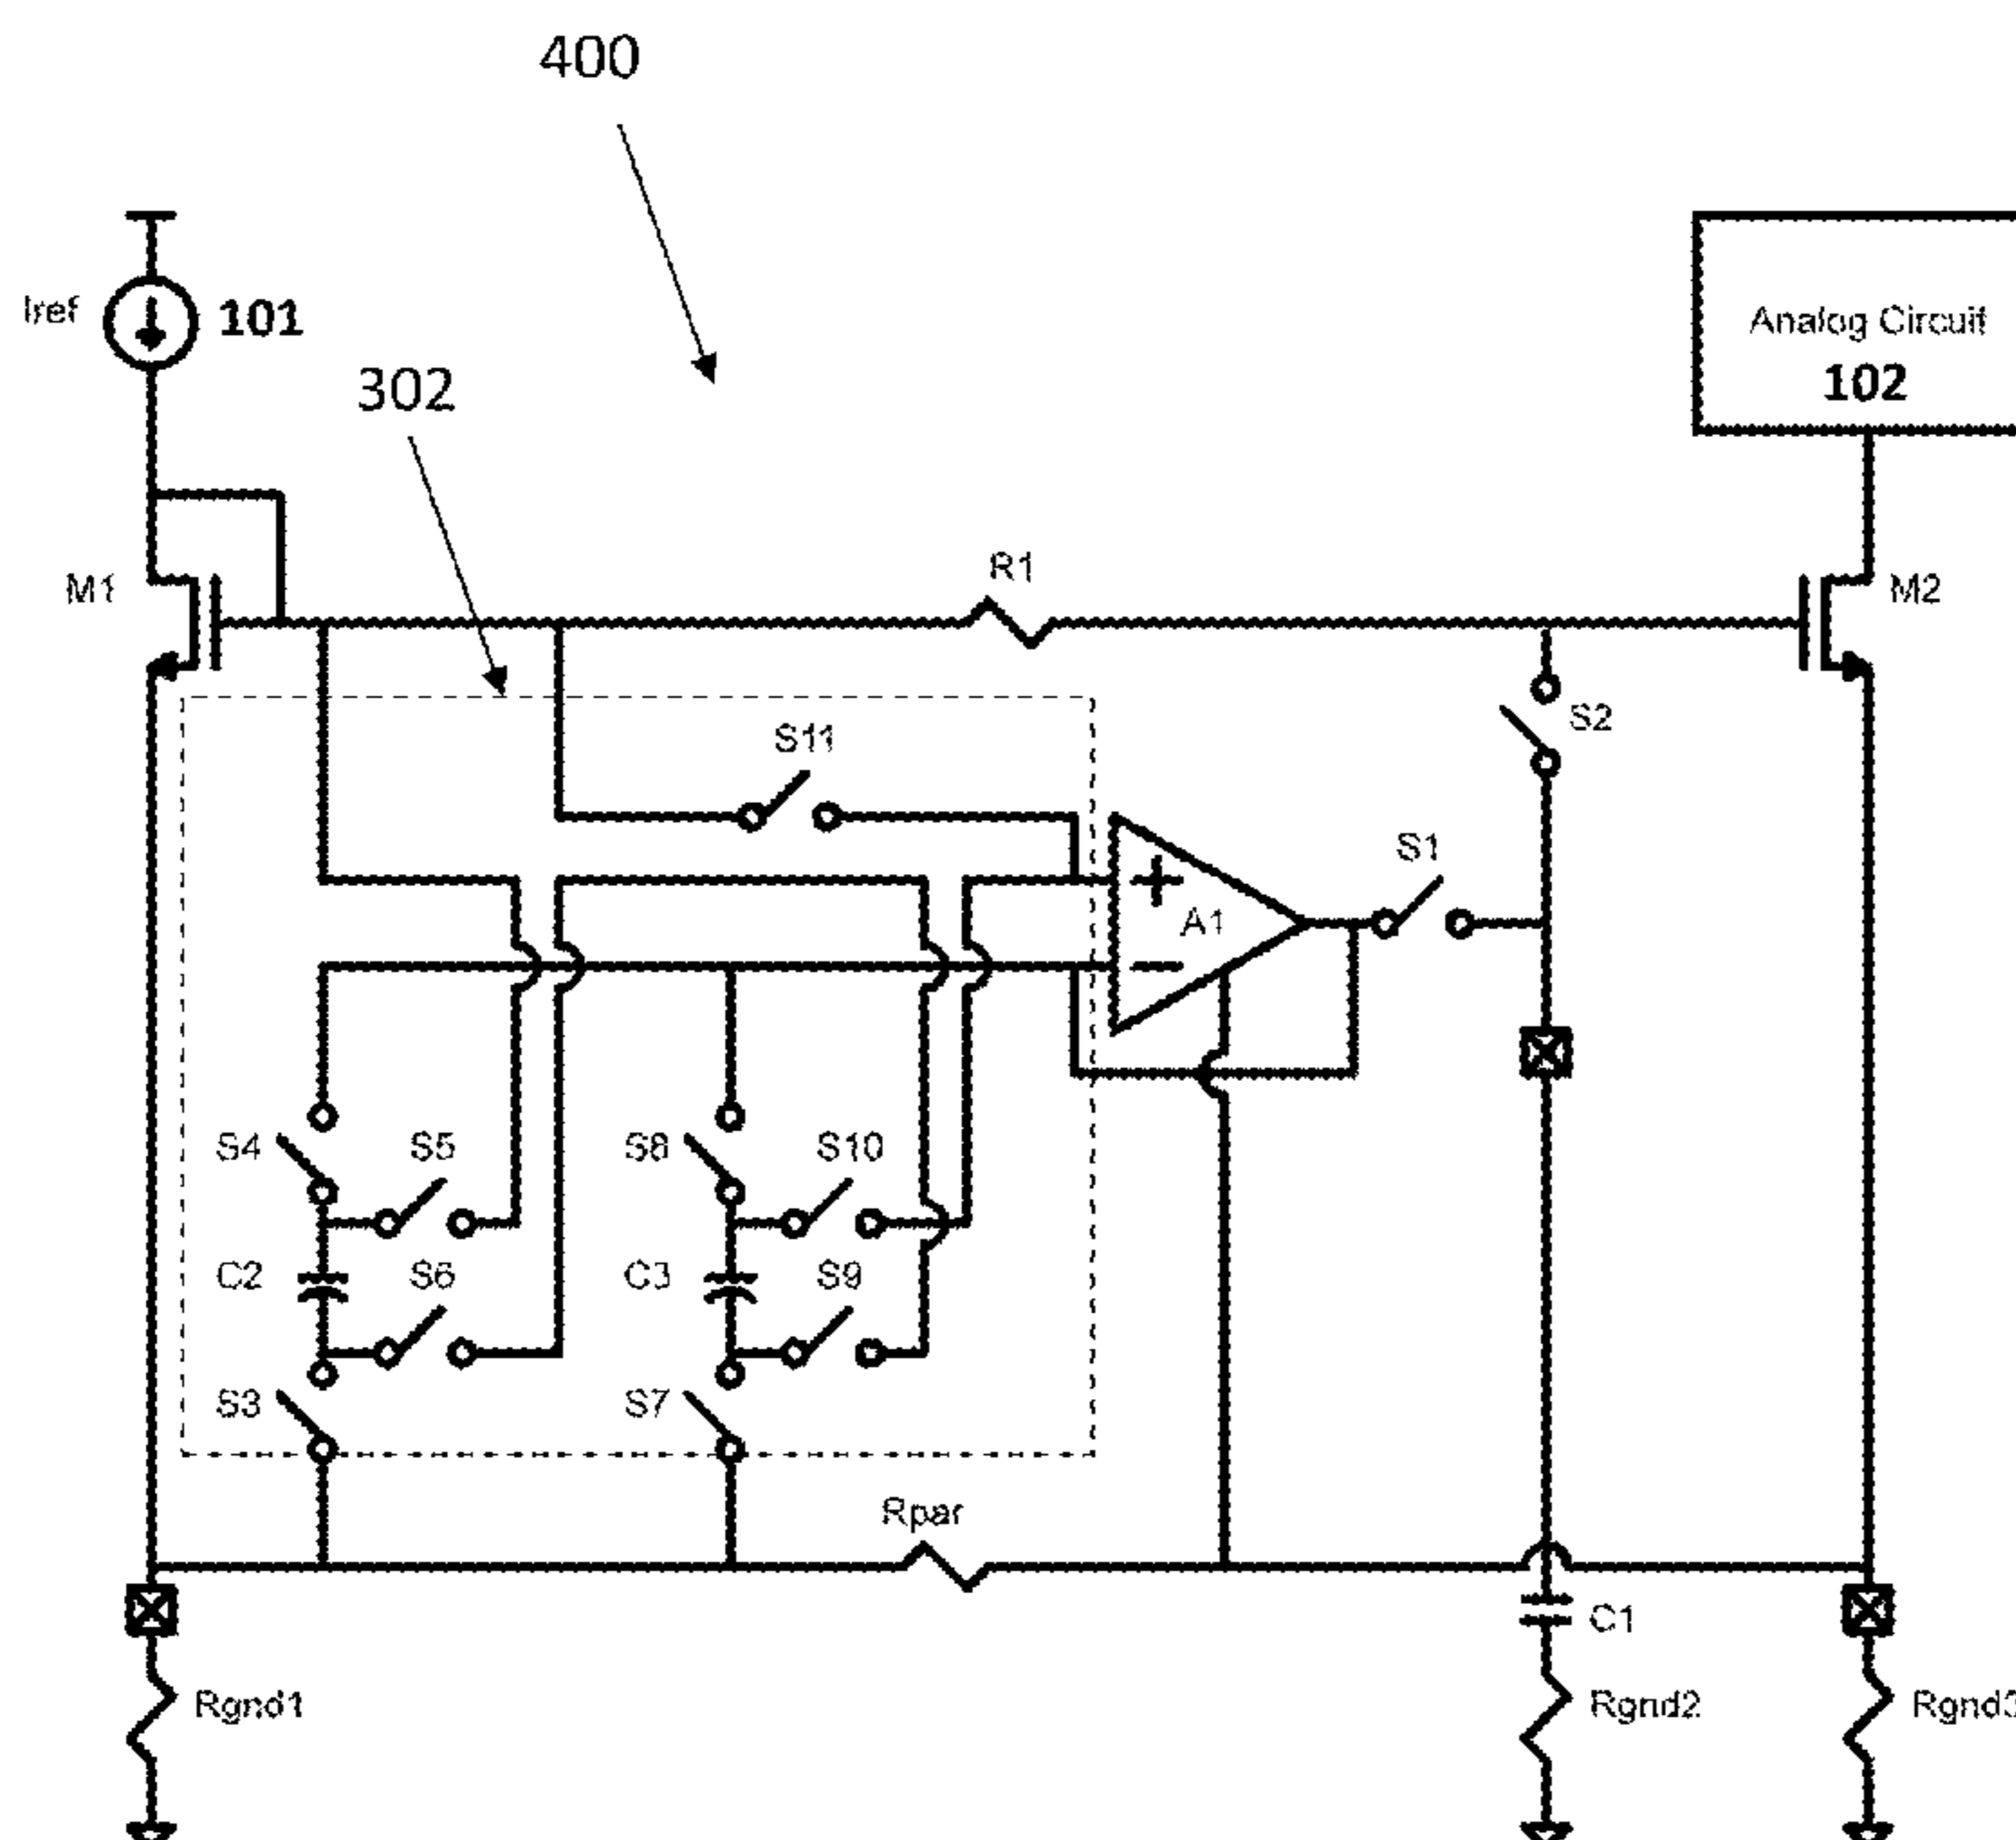 400
Iref
101
302
Analog Circuit
102
M1
R1
M2
S11
S2
S1
+
A1
−
S4
S5
S8
S10
C2
S6
C3
S9
S3
S7
Rpar
C1
Rgnd1
Rgnd2
Rgnd3